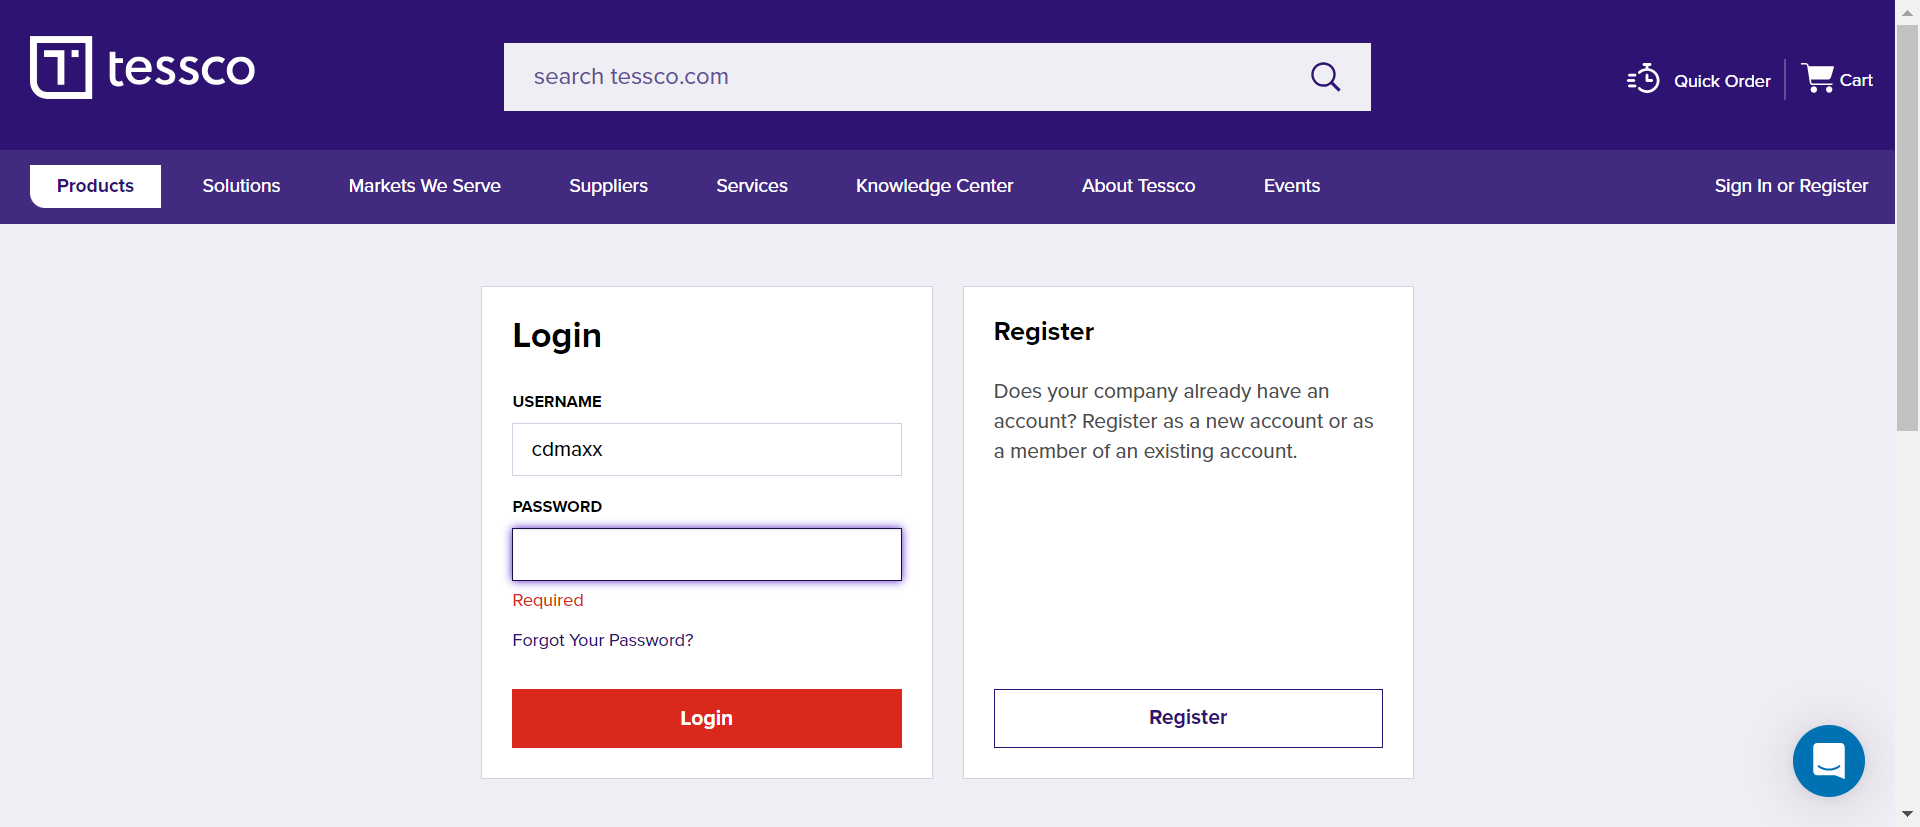 tessco
search tessco.com
Quick Order
Cart
Products
Solutions
Markets We Serve
Suppliers
Services
Knowledge Center
About Tessco
Events
Sign In or Register
Login
USERNAME
cdmaxx
PASSWORD
Required
Forgot Your Password?
Login
Register
Does your company already have an
account? Register as a new account or as
a member of an existing account.
Register